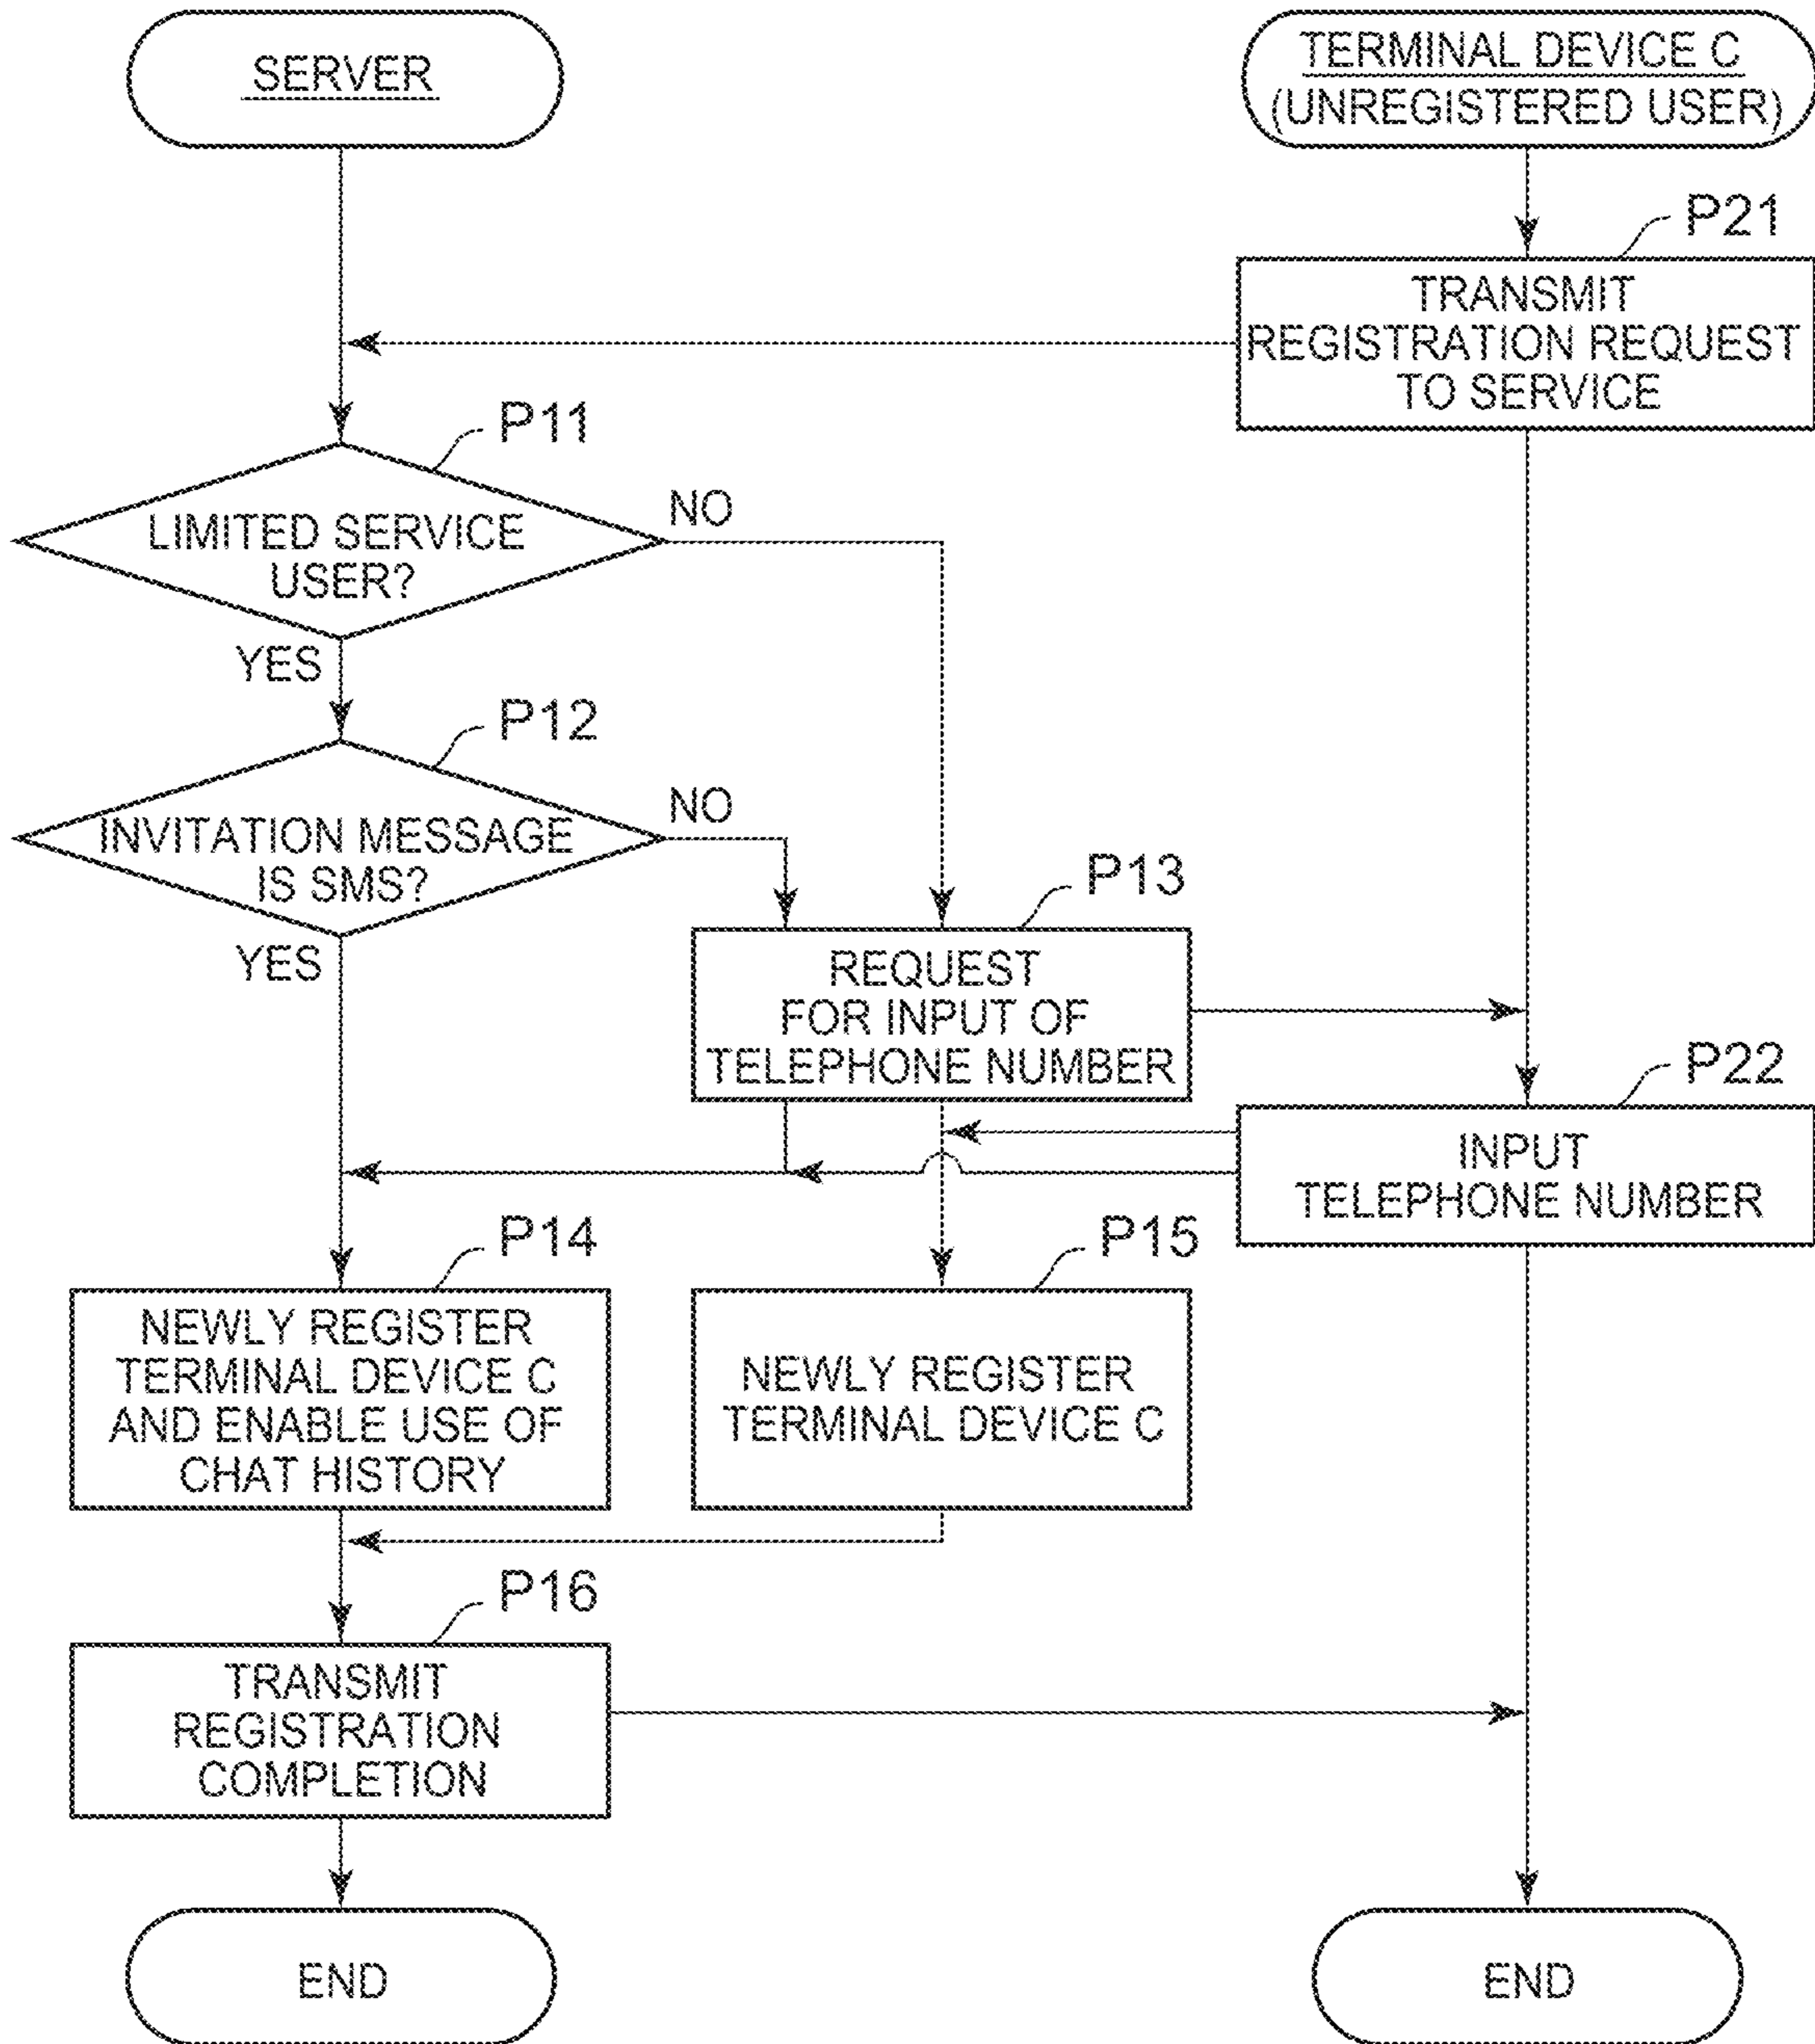 SERVER
TERMINAL DEVICE C
(UNREGISTERED USER)
P21
TRANSMIT
REGISTRATION REQUEST
TO SERVICE
P11
LIMITED SERVICE
USER?
NO
YES
P12
INVITATION MESSAGE
IS SMS?
NO
YES
P13
REQUEST
FOR INPUT OF
TELEPHONE NUMBER
P22
INPUT
TELEPHONE NUMBER
P14
NEWLY REGISTER
TERMINAL DEVICE C
AND ENABLE USE OF
CHAT HISTORY
P15
NEWLY REGISTER
TERMINAL DEVICE C
P16
TRANSMIT
REGISTRATION
COMPLETION
END
END